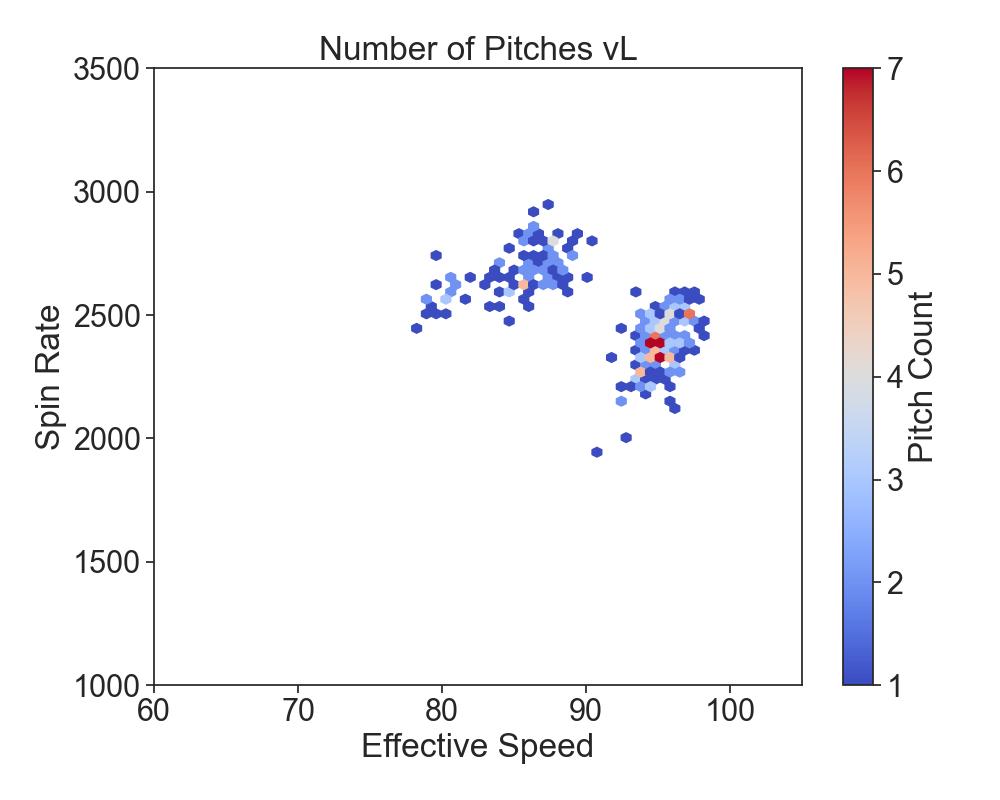 Number of Pitches vL
3500
3000
2500
2000
1500
1000
Spin Rate
60 70 80 90 100
Effective Speed
7
6
5
4
3
2
1
Pitch Count